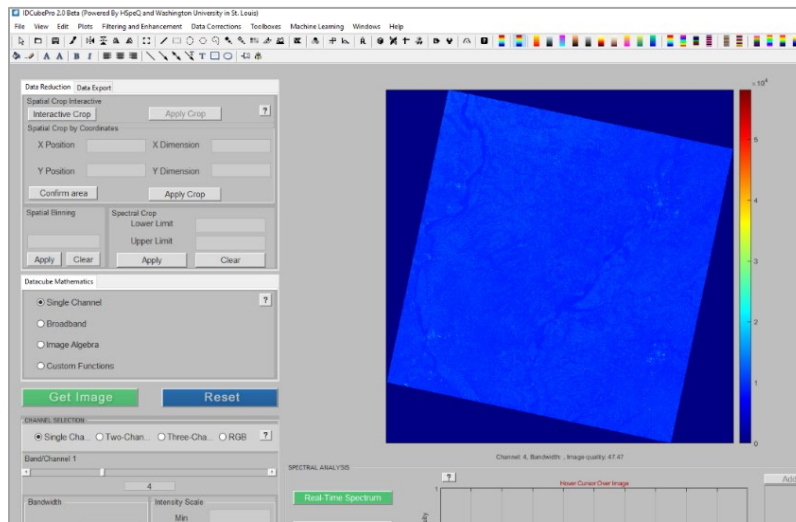 IDCubePro 2.0 Beta (Powered By HSpeQ and Washington University in St. Louis)
File View Edit Plots Filtering and Enhancement Data Corrections Toolboxes Machine Learning Windows Help
Data Reduction Data Export
Spatial Crop Interactive
Interactive Crop Apply Crop ?
Spatial Crop by Coordinates
X Position X Dimension
Y Position Y Dimension
Confirm area Apply Crop
Spatial Binning Spectral Crop
Lower Limit
Upper Limit
Apply Clear Apply Clear
Datacube Mathematics
Single Channel ?
Broadband
Image Algebra
Custom Functions
Get Image Reset
CHANNEL SELECTION
Single Cha... Two-Chan... Three-Cha... RGB ?
Band/Channel 1
4
Bandwidth Intensity Scale
Min
×10⁴
5
4
3
2
1
0
Channel: 4, Bandwidth: , Image quality: 47.47
SPECTRAL ANALYSIS
? Add
Hover Cursor Over Image
1
Real-Time Spectrum